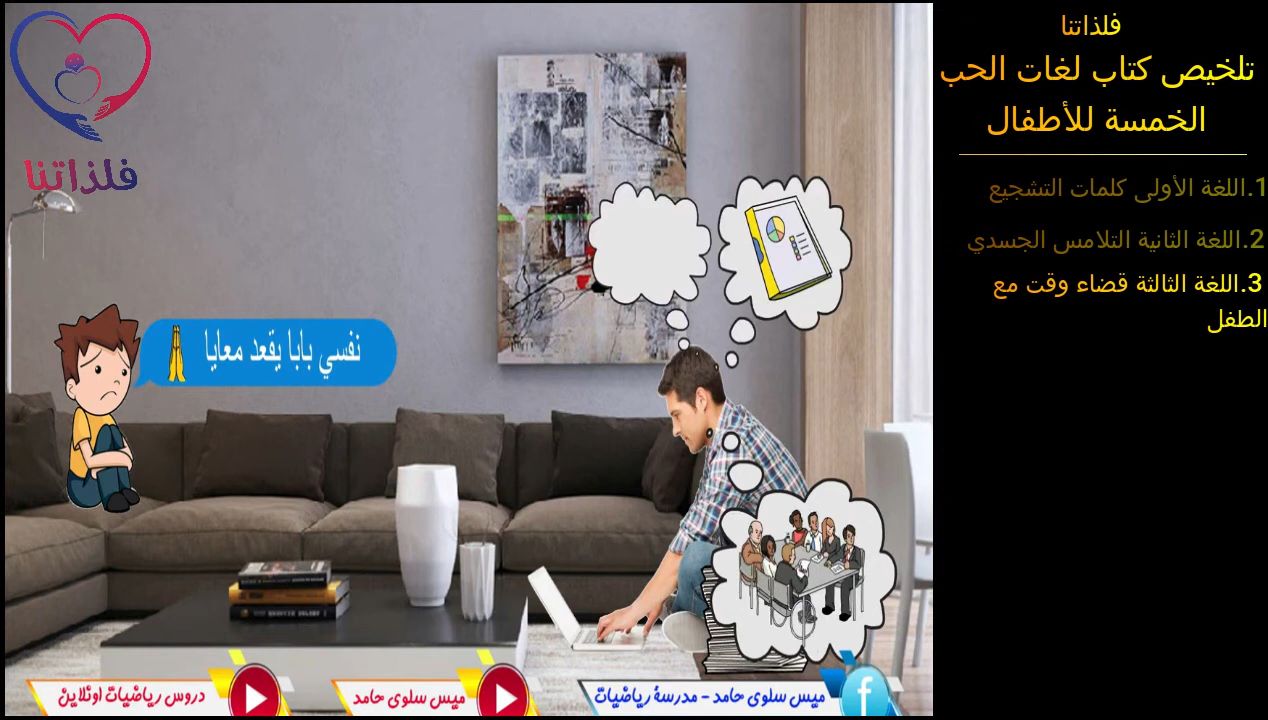 فلذاتنا
تلخيص كتاب لغات الحب
الخمسة للأطفال
1.اللغة الأولى كلمات التشجيع
2.اللغة الثانية التلامس الجسدي
3.اللغة الثالثة قضاء وقت مع
الطفل
فلذاتنا
نفسي بابا يقعد معايا 🙏
ميس سلوى حامد - مدرسة رياضيات
ميس سلوى حامد
دروس رياضيات اونلاين